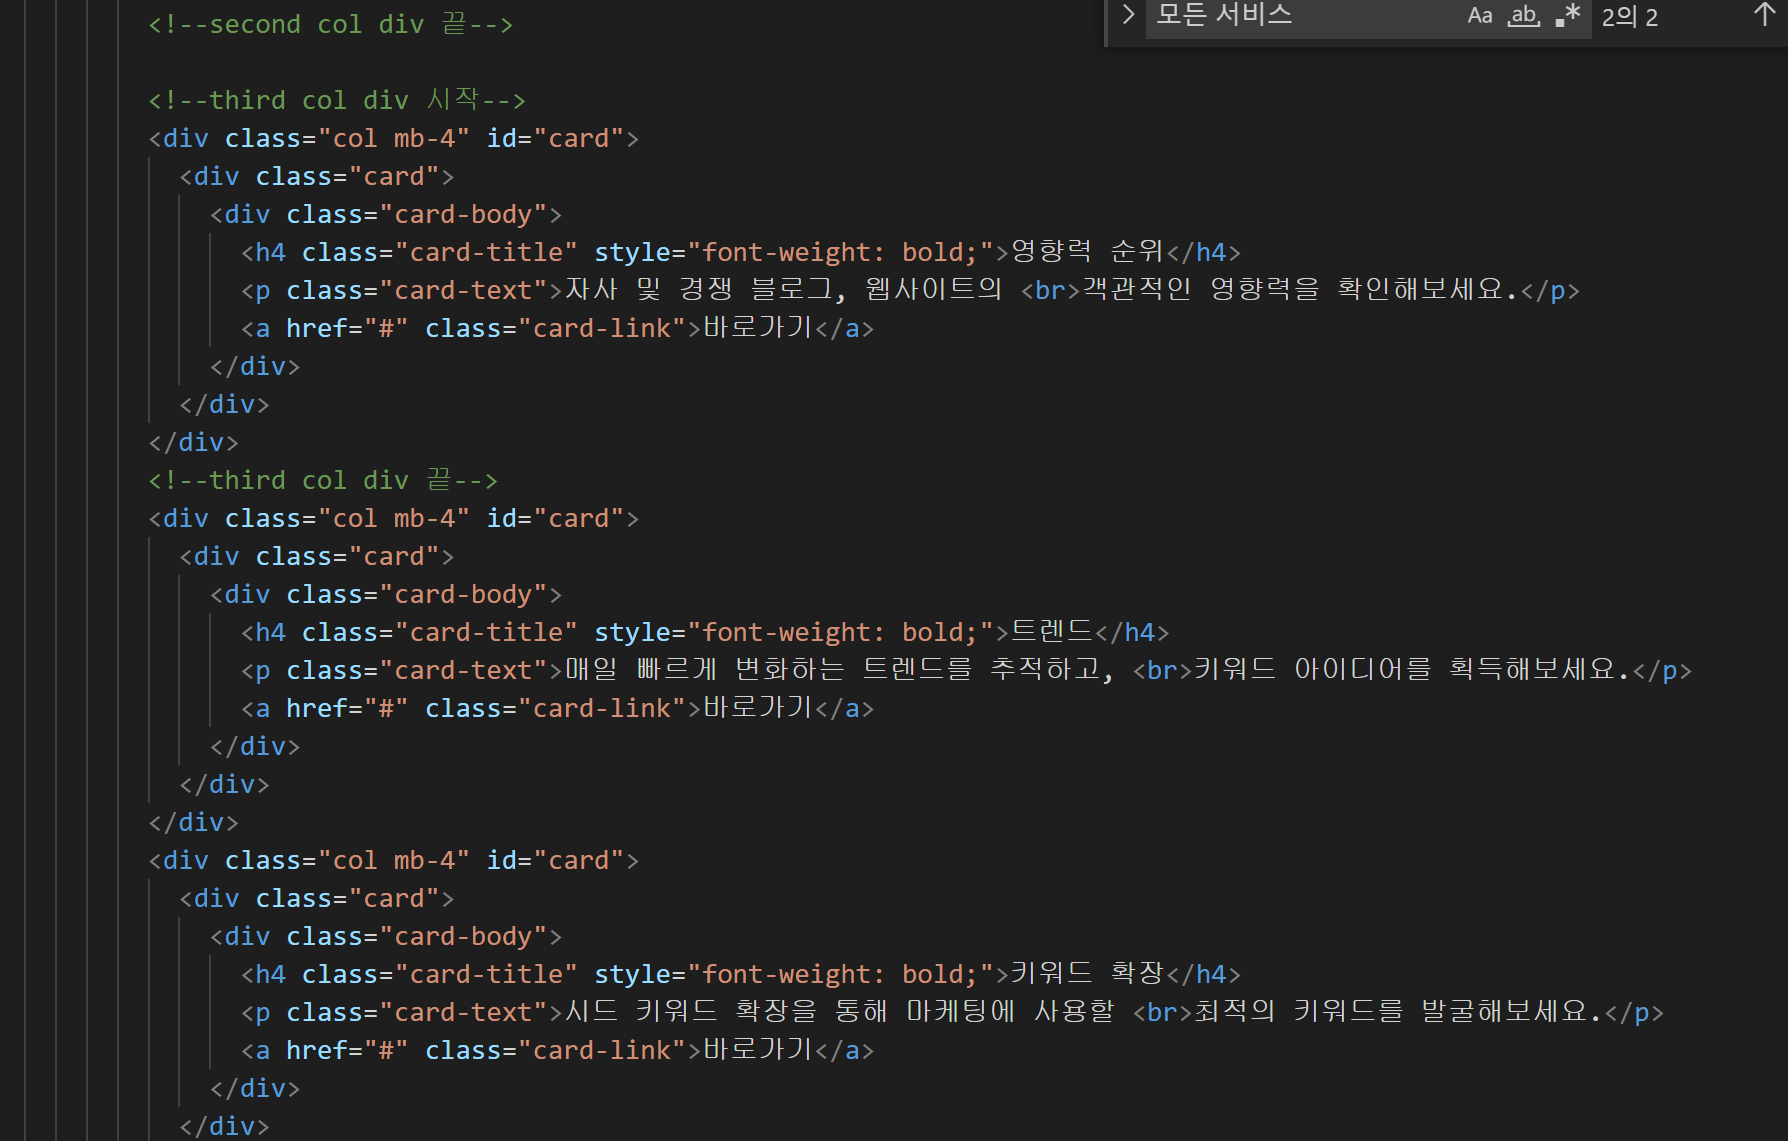 <!--second col div 끝-->
모든 서비스
Aa ab .* 2의 2
<!--third col div 시작-->
<div class="col mb-4" id="card">
<div class="card">
<div class="card-body">
<h4 class="card-title" style="font-weight: bold;">영향력 순위</h4>
<p class="card-text">자사 및 경쟁 블로그, 웹사이트의 <br>객관적인 영향력을 확인해보세요.</p>
<a href="#" class="card-link">바로가기</a>
</div>
</div>
</div>
<!--third col div 끝-->
<div class="col mb-4" id="card">
<div class="card">
<div class="card-body">
<h4 class="card-title" style="font-weight: bold;">트렌드</h4>
<p class="card-text">매일 빠르게 변화하는 트렌드를 추적하고, <br>키워드 아이디어를 획득해보세요.</p>
<a href="#" class="card-link">바로가기</a>
</div>
</div>
</div>
<div class="col mb-4" id="card">
<div class="card">
<div class="card-body">
<h4 class="card-title" style="font-weight: bold;">키워드 확장</h4>
<p class="card-text">시드 키워드 확장을 통해 마케팅에 사용할 <br>최적의 키워드를 발굴해보세요.</p>
<a href="#" class="card-link">바로가기</a>
</div>
</div>